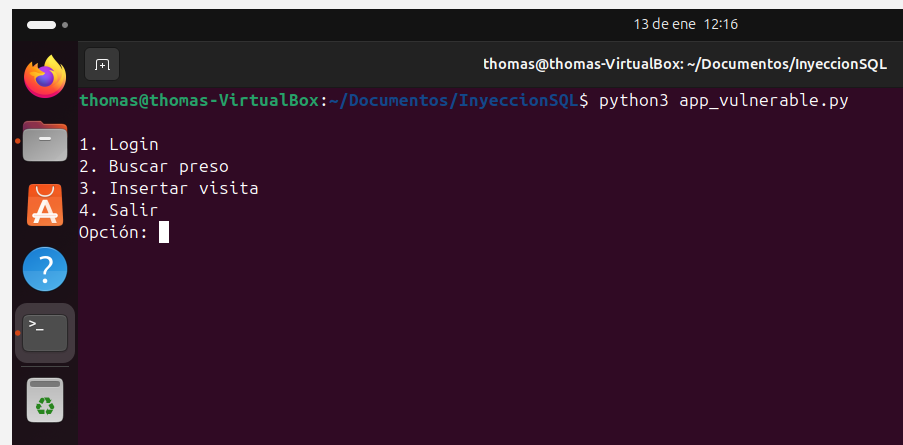 13 de ene 12:16
thomas@thomas-VirtualBox: ~/Documentos/InyeccionSQL
thomas@thomas-VirtualBox:~/Documentos/InyeccionSQL$ python3 app_vulnerable.py
1. Login
2. Buscar preso
3. Insertar visita
4. Salir
Opción: